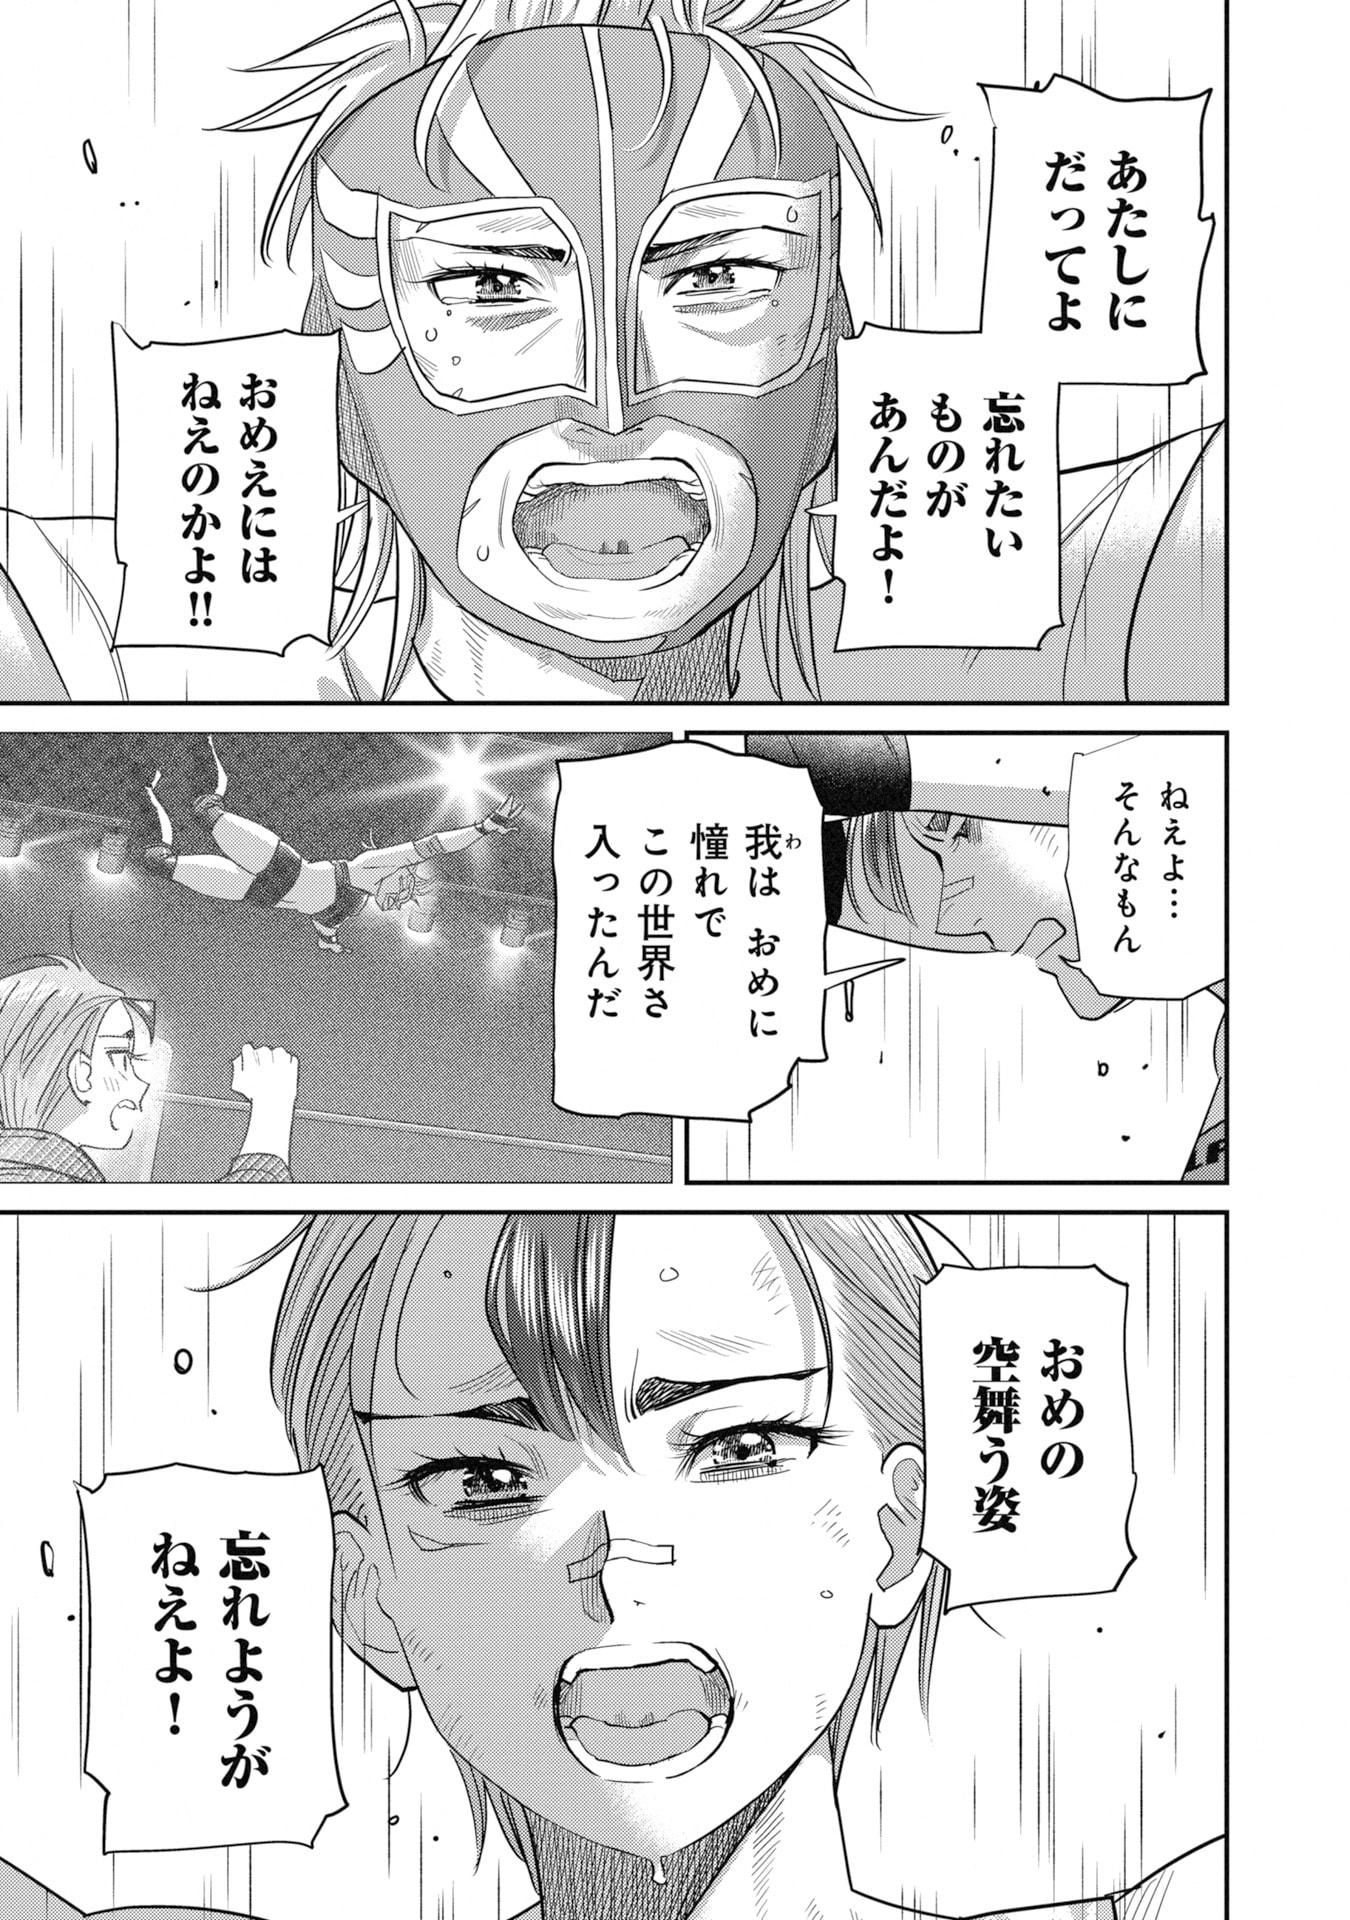 あたしに
だってよ
忘れたい
ものが
あんだよ！
おめえには
ねえのかよ!!
ねえよ…
そんなもん
我は おめに
わ
憧れで
この世界さ
入ったんだ
おめの
空舞う姿
忘れようが
ねえよ！